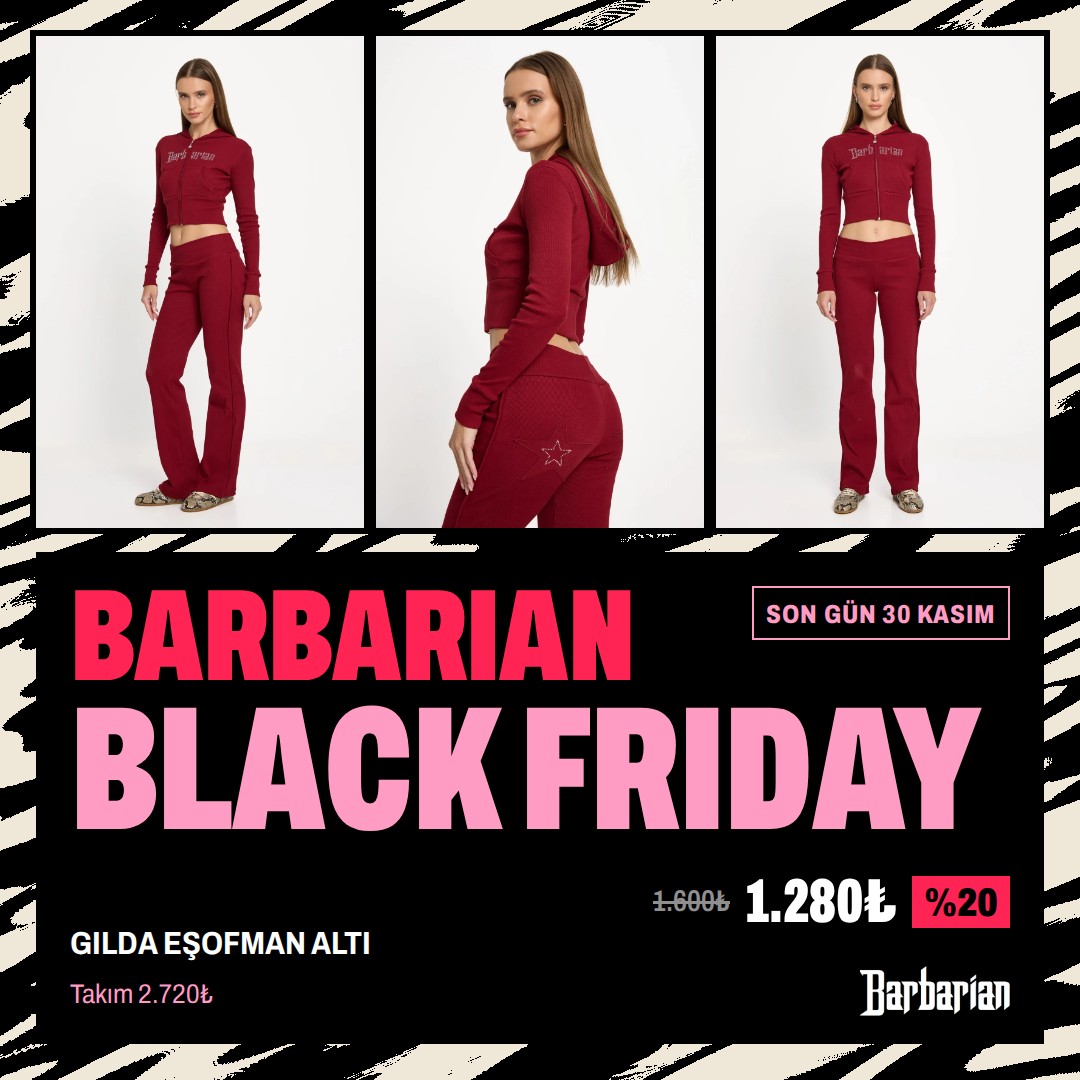 Barbarian
Barbarian
BARBARIAN
SON GÜN 30 KASIM
BLACK FRIDAY
1.600₺ 1.280₺ %20
GILDA EŞOFMAN ALTI
Takım 2.720₺
Barbarian